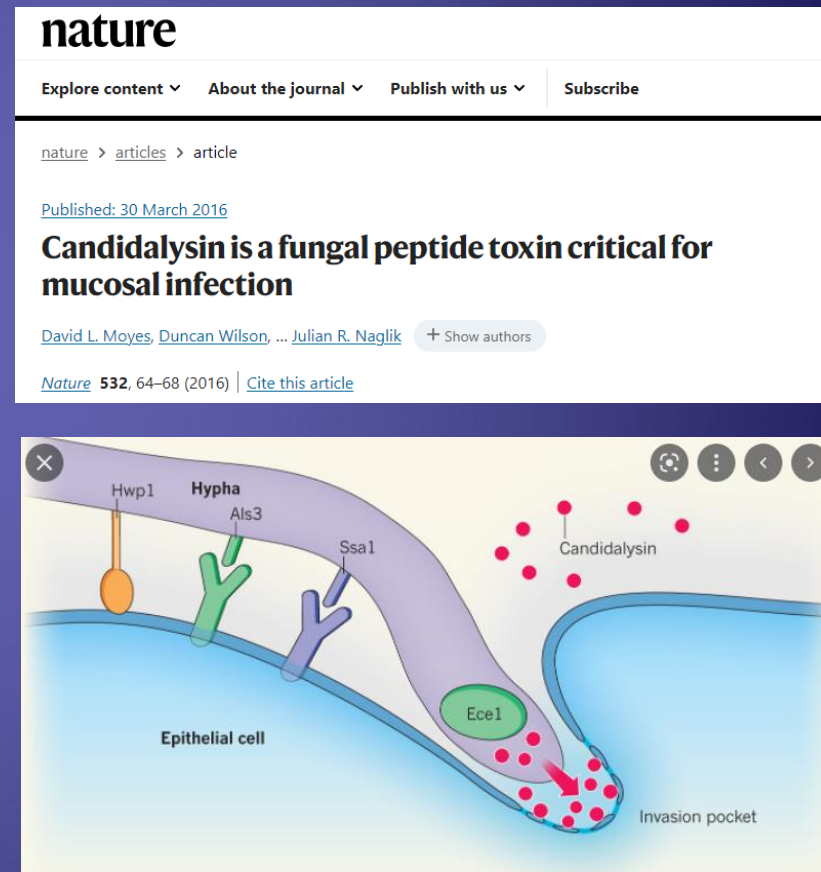 nature
Explore content About the journal Publish with us Subscribe
nature > articles > article
Published: 30 March 2016
Candidalysin is a fungal peptide toxin critical for
mucosal infection
David L. Moyes, Duncan Wilson, ... Julian R. Naglik + Show authors
Nature 532, 64–68 (2016) | Cite this article
Hwp1
Hypha
Als3
Ssa1
Candidalysin
Ece1
Epithelial cell
Invasion pocket